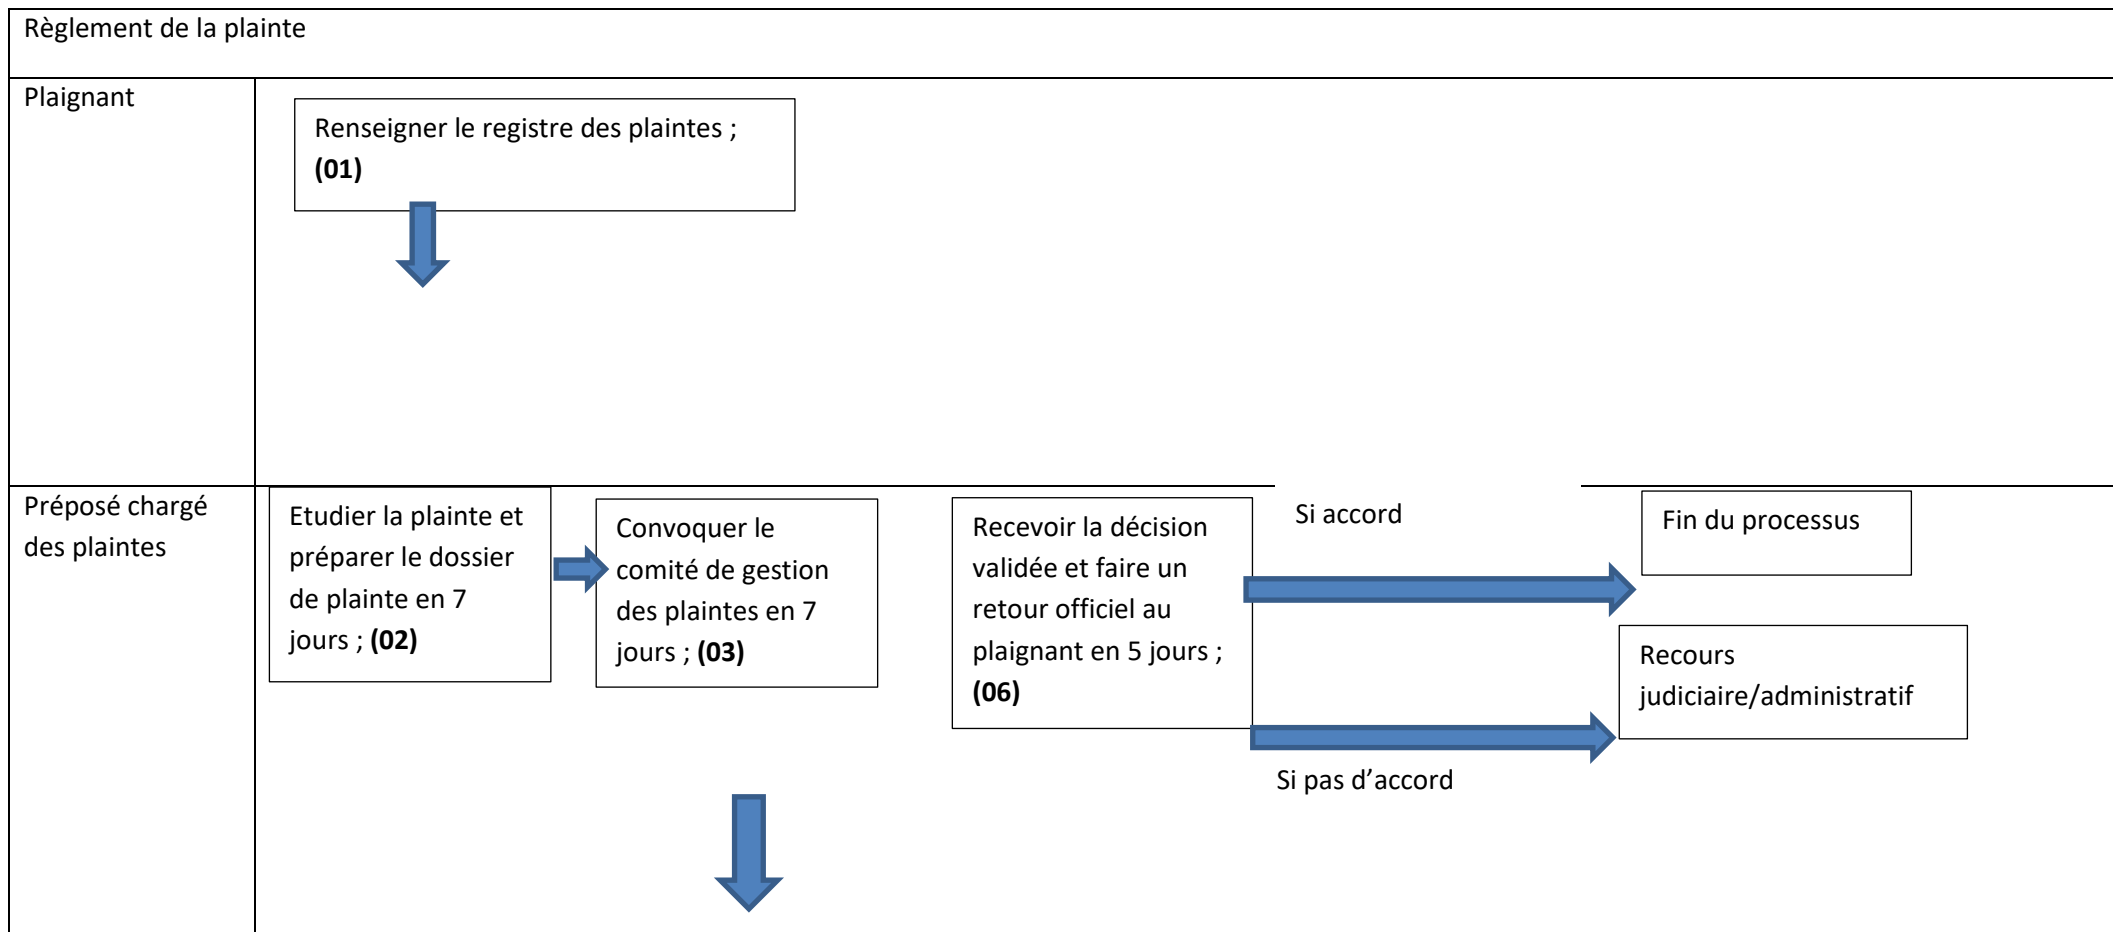 Règlement de la plainte
Plaignant
Renseigner le registre des plaintes ;
(01)
Préposé chargé
des plaintes
Etudier la plainte et
préparer le dossier
de plainte en 7
jours ; (02)
Convoquer le
comité de gestion
des plaintes en 7
jours ; (03)
Recevoir la décision
validée et faire un
retour officiel au
plaignant en 5 jours ;
(06)
Si accord
Fin du processus
Recours
judiciaire/administratif
Si pas d’accord